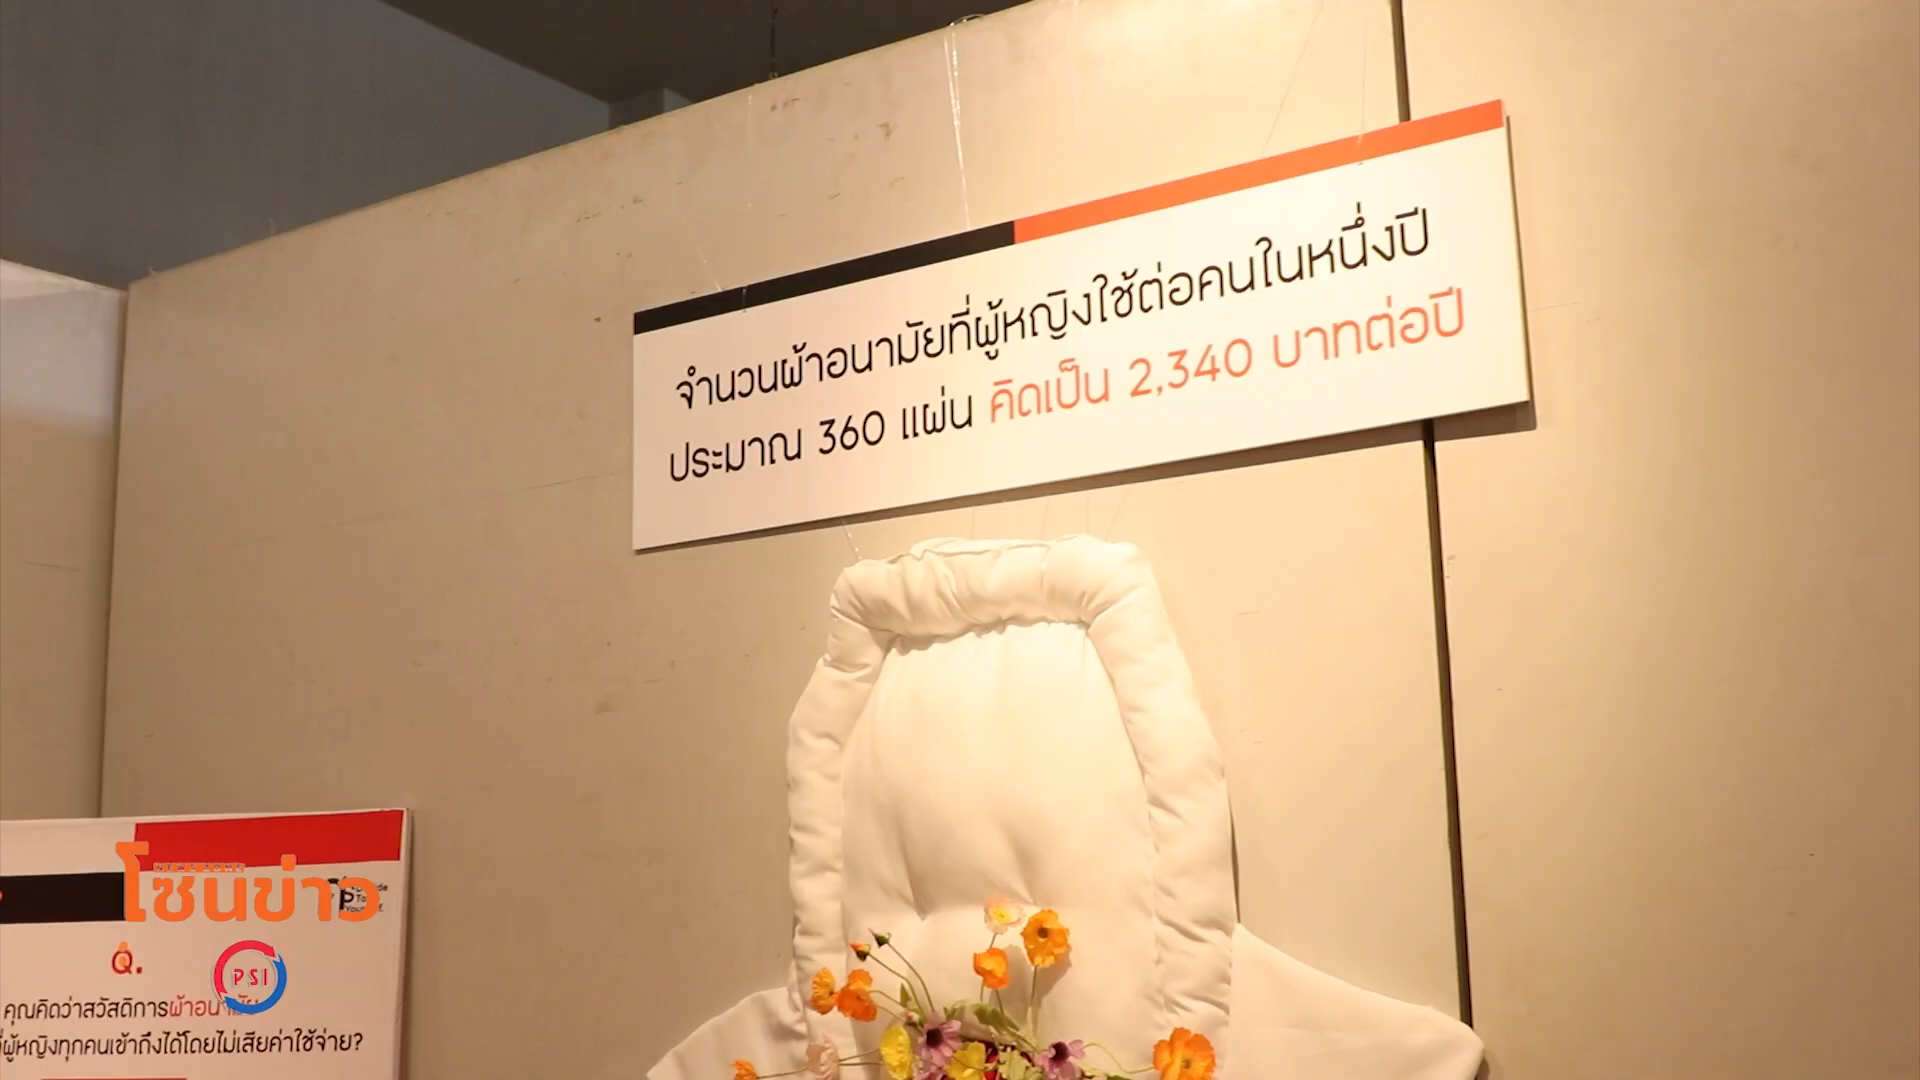 จำนวนผ้าอนามัยที่ผู้หญิงใช้ต่อคนในหนึ่งปี
ประมาณ 360 แผ่น คิดเป็น 2,340 บาทต่อปี
NEWS ZONE
โซนข่าว
Q.
PSI
คุณคิดว่าสวัสดิการผ้าอนามัย
ที่ผู้หญิงทุกคนเข้าถึงได้โดยไม่เสียค่าใช้จ่าย?